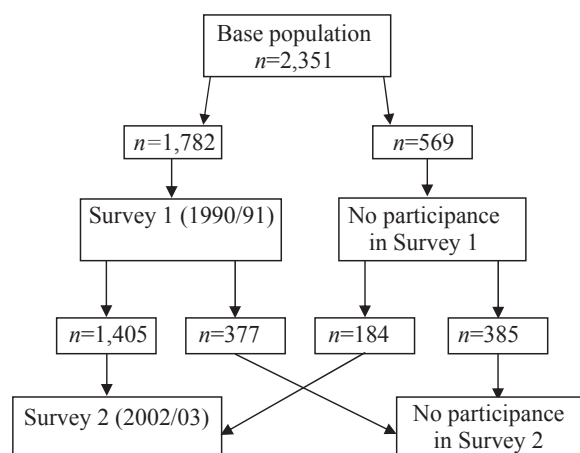 Base population
n=2,351
n=1,782
n=569
Survey 1 (1990/91)
No participance
in Survey 1
n=1,405
n=377
n=184
n=385
Survey 2 (2002/03)
No participance
in Survey 2